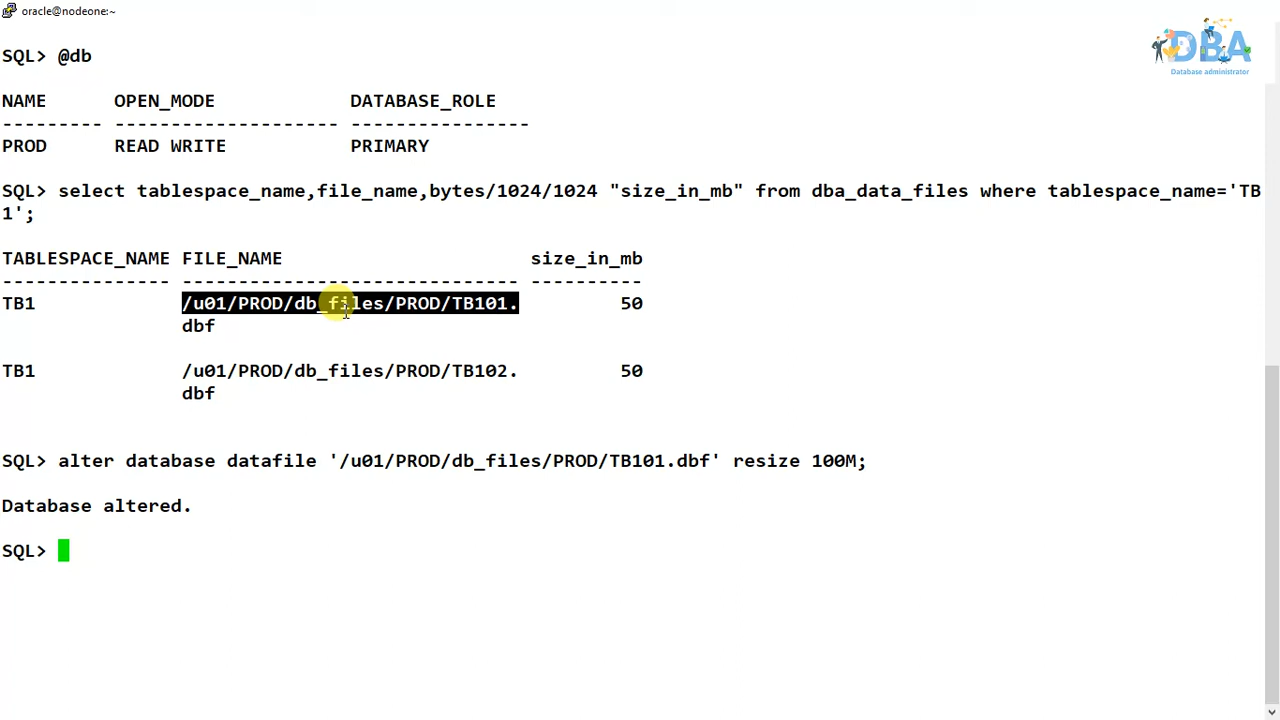 oracle@nodeone:~
DBA
Database administrator
SQL> @db
NAME      OPEN_MODE            DATABASE_ROLE
--------- -------------------- ----------------
PROD      READ WRITE           PRIMARY
SQL> select tablespace_name,file_name,bytes/1024/1024 "size_in_mb" from dba_data_files where tablespace_name='TB
1';
TABLESPACE_NAME FILE_NAME                      size_in_mb
--------------- ------------------------------ ----------
TB1             /u01/PROD/db_files/PROD/TB101.         50
                dbf
TB1             /u01/PROD/db_files/PROD/TB102.         50
                dbf
SQL> alter database datafile '/u01/PROD/db_files/PROD/TB101.dbf' resize 100M;
Database altered.
SQL>